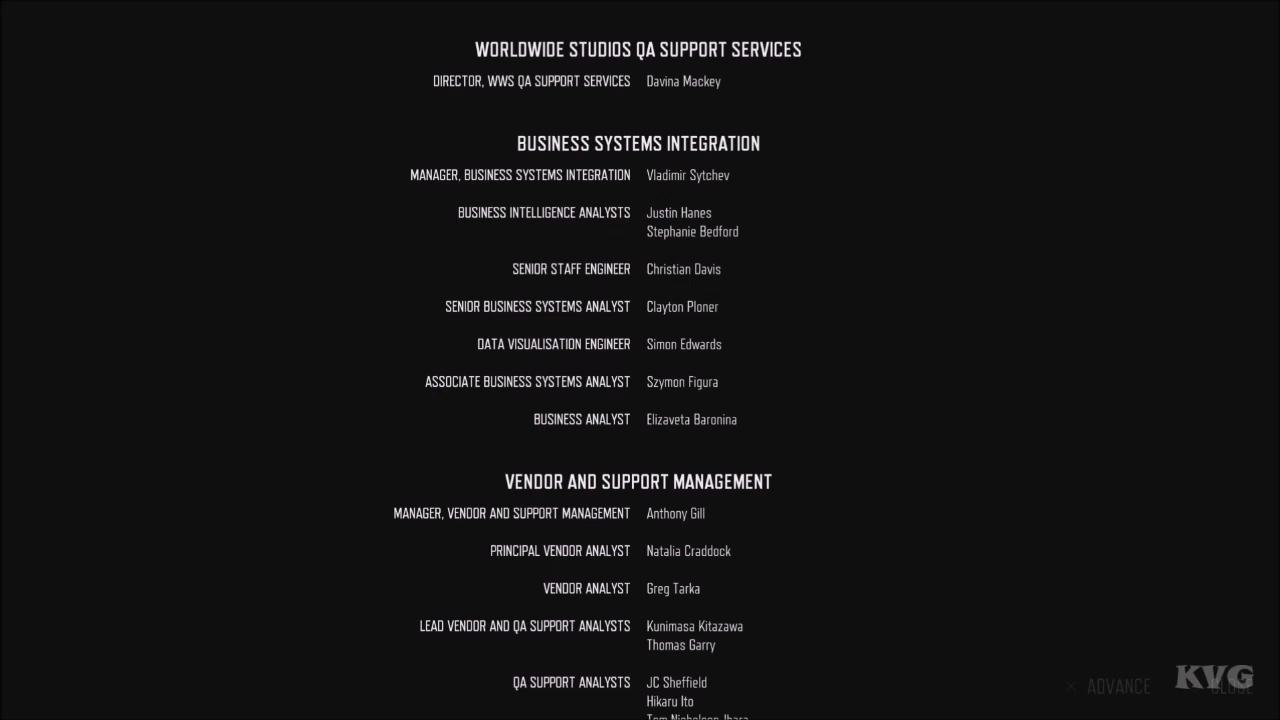 WORLDWIDE STUDIOS QA SUPPORT SERVICES
DIRECTOR, WWS QA SUPPORT SERVICES Davina Mackey
BUSINESS SYSTEMS INTEGRATION
MANAGER, BUSINESS SYSTEMS INTEGRATION Vladimir Sytchev
BUSINESS INTELLIGENCE ANALYSTS Justin Hanes
Stephanie Bedford
SENIOR STAFF ENGINEER Christian Davis
SENIOR BUSINESS SYSTEMS ANALYST Clayton Ploner
DATA VISUALISATION ENGINEER Simon Edwards
ASSOCIATE BUSINESS SYSTEMS ANALYST Szymon Figura
BUSINESS ANALYST Elizaveta Baronina
VENDOR AND SUPPORT MANAGEMENT
MANAGER, VENDOR AND SUPPORT MANAGEMENT Anthony Gill
PRINCIPAL VENDOR ANALYST Natalia Craddock
VENDOR ANALYST Greg Tarka
LEAD VENDOR AND QA SUPPORT ANALYSTS Kunimasa Kitazawa
Thomas Garry
QA SUPPORT ANALYSTS JC Sheffield
Hikaru Ito
ADVANCE CLOSE
KVG